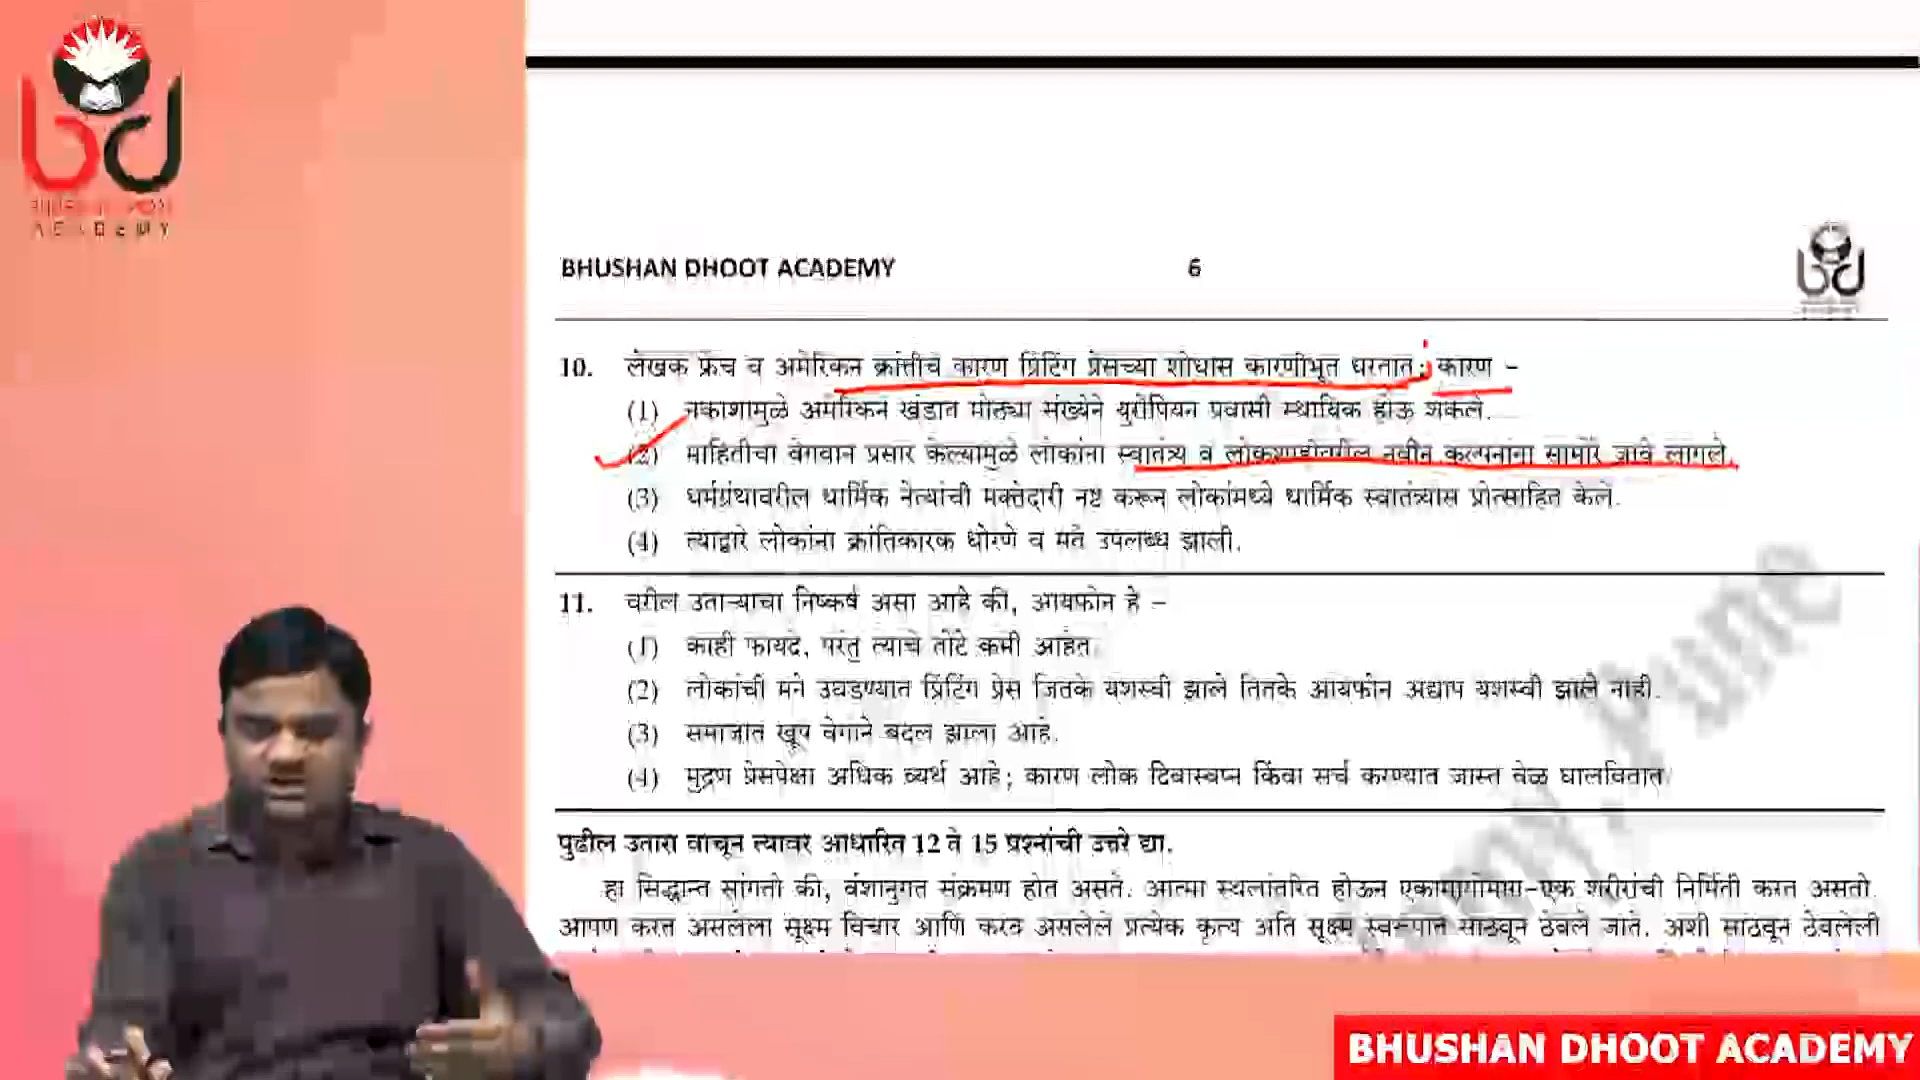 BHUSHAN DHOOT
ACADEMY
BHUSHAN DHOOT ACADEMY 6
10. लेखक फ्रेंच व अमेरिकन क्रांतीचे कारण प्रिंटिंग प्रेसच्या शोधास कारणीभूत धरतात; कारण –
(1) नकाशामुळे अमेरिकन खंडात मोठ्या संख्येने युरोपियन प्रवासी स्थायिक होऊ शकले.
(2) माहितीचा वेगवान प्रसार केल्यामुळे लोकांना स्वातंत्र्य व लोकशाहीवरील नवीन कल्पनांना सामोरे जावे लागले.
(3) धर्मग्रंथावरील धार्मिक नेत्यांची मक्तेदारी नष्ट करून लोकांमध्ये धार्मिक स्वातंत्र्यास प्रोत्साहित केले.
(4) त्याद्वारे लोकांना क्रांतिकारक धोरणे व मते उपलब्ध झाली.
11. वरील उताऱ्याचा निष्कर्ष असा आहे की, आयफोन हे –
(1) काही फायदे, परंतु त्याचे तोटे कमी आहेत.
(2) लोकांची मने उघडण्यात प्रिंटिंग प्रेस जितके यशस्वी झाले तितके आयफोन अद्याप यशस्वी झाले नाही.
(3) समाजात खूप वेगाने बदल झाला आहे.
(4) मुद्रण प्रेसपेक्षा अधिक व्यर्थ आहे; कारण लोक दिवास्वप्न किंवा सर्च करण्यात जास्त वेळ घालवितात
पुढील उतारा वाचून त्यावर आधारित 12 ते 15 प्रश्नांची उत्तरे द्या.
हा सिद्धान्त सांगतो की, वंशानुगत संक्रमण होत असते. आत्मा स्थलांतरित होऊन एकामागोमाग-एक शरीरांची निर्मिती करत असतो.
आपण करत असलेला सूक्ष्म विचार आणि करत असलेले प्रत्येक कृत्य अति सूक्ष्म स्वरूपात साठवून ठेवले जाते. अशी साठवून ठेवलेली
Pune
BHUSHAN DHOOT ACADEMY